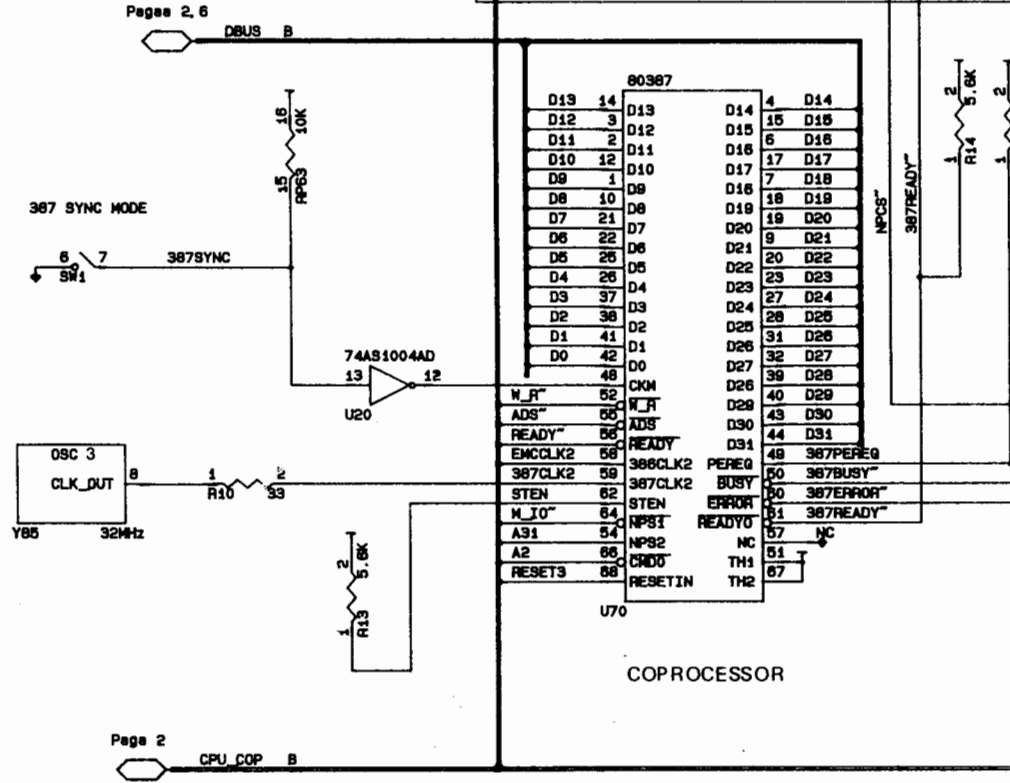 Pages 2,6
DBUS B
80387
D13 14 D13 D14 4 D14
D12 3 D12 D15 15 D15
D11 2 D11 D16 6 D16
D10 12 D10 D17 17 D17
D9 1 D9 D18 7 D18
D8 10 D8 D19 18 D19
D7 21 D7 D20 19 D20
D6 22 D6 D21 9 D21
D5 25 D5 D22 20 D22
D4 26 D4 D23 23 D23
D3 37 D3 D24 27 D24
D2 38 D2 D25 28 D25
D1 41 D1 D26 31 D26
D0 42 D0 D27 32 D27
48 CKM D28 39 D28
W_R" 52 W_R D29 40 D29
ADS" 55 ADS D30 43 D30
READY" 56 READY D31 44 D31
EMCCLK2 58 386CLK2 PEREQ 49 387PEREQ
387CLK2 59 387CLK2 BUSY 50 387BUSY"
STEN 62 STEN ERROR 60 387ERROR"
M_IO" 64 NPS1 READYO 61 387READY"
A31 54 NPS2 NC 57 NC
A2 66 CMD0 TH1 51
RESET3 68 RESETIN TH2 67
U70
16 10K
15 RP63
387 SYNC MODE
6 7 387SYNC
SW1
74AS1004AD
13 12
U20
OSC 3
CLK_OUT 8
Y85 32MHz
1 2
R10 33
2 5.6K
1 R13
NPCS"
387READY"
2 5.6K
1 R14
2
1
COPROCESSOR
Page 2
CPU_COP B